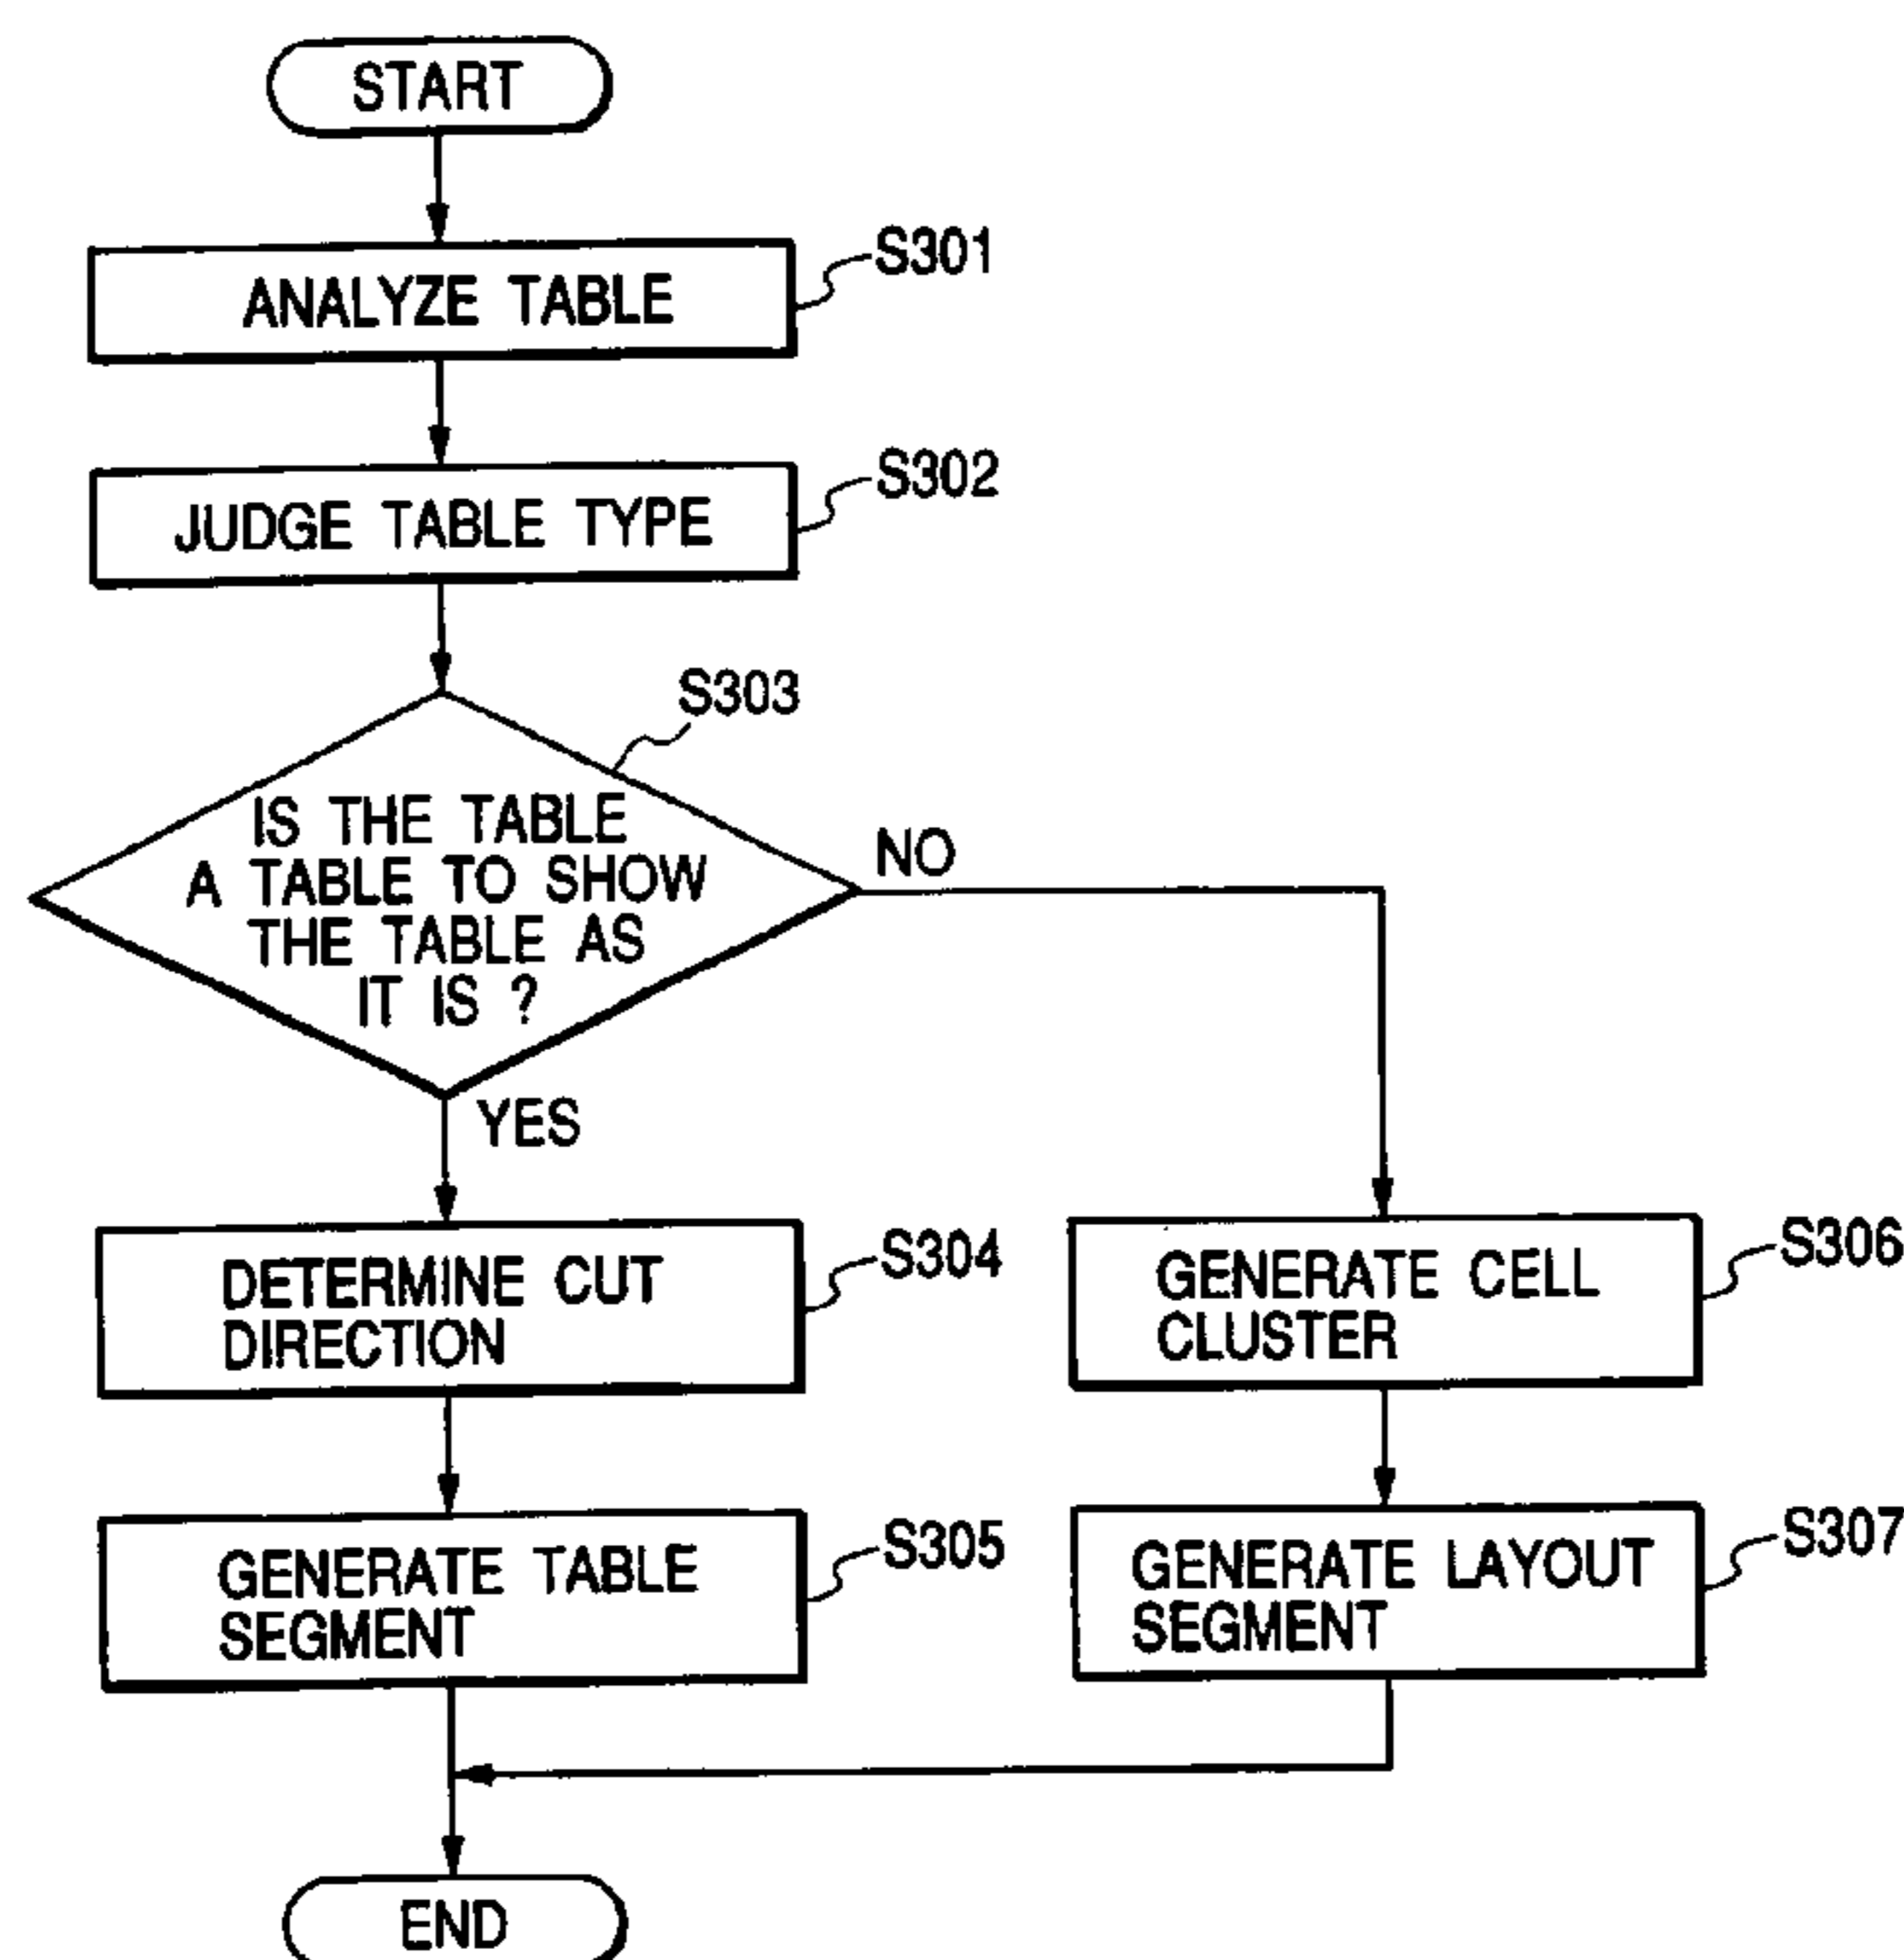 START
ANALYZE TABLE
S301
JUDGE TABLE TYPE
S302
S303
IS THE TABLE
A TABLE TO SHOW
THE TABLE AS
IT IS ?
NO
YES
DETERMINE CUT
DIRECTION
S304
GENERATE CELL
CLUSTER
S306
GENERATE TABLE
SEGMENT
S305
GENERATE LAYOUT
SEGMENT
S307
END